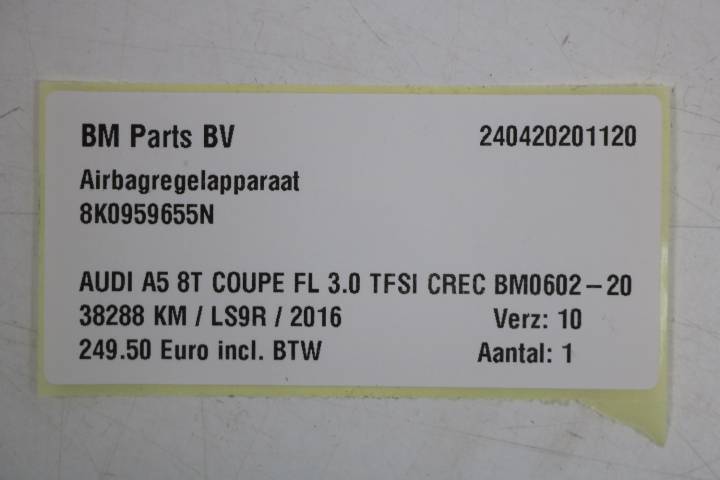 BM Parts BV 240420201120
Airbagregelapparaat
8K0959655N
AUDI A5 8T COUPE FL 3.0 TFSI CREC BM0602-20
38288 KM / LS9R / 2016 Verz: 10
249.50 Euro incl. BTW Aantal: 1